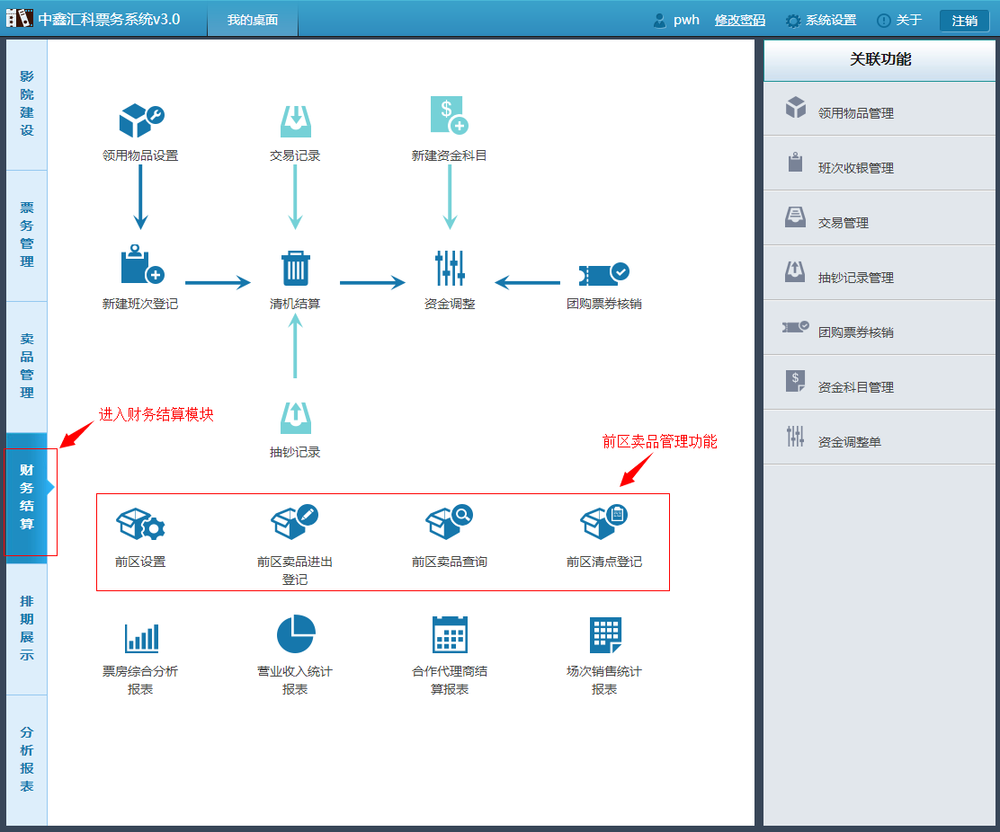 中鑫汇科票务系统v3.0
我的桌面
pwh
修改密码
系统设置
关于
注销
影院建设
票务管理
卖品管理
财务结算
排期展示
分析报表
领用物品设置
交易记录
新建资金科目
新建班次登记
清机结算
资金调整
团购票券核销
抽钞记录
进入财务结算模块
前区卖品管理功能
前区设置
前区卖品进出
登记
前区卖品查询
前区清点登记
票房综合分析
报表
营业收入统计
报表
合作代理商结
算报表
场次销售统计
报表
关联功能
领用物品管理
班次收银管理
交易管理
抽钞记录管理
团购票券核销
资金科目管理
资金调整单